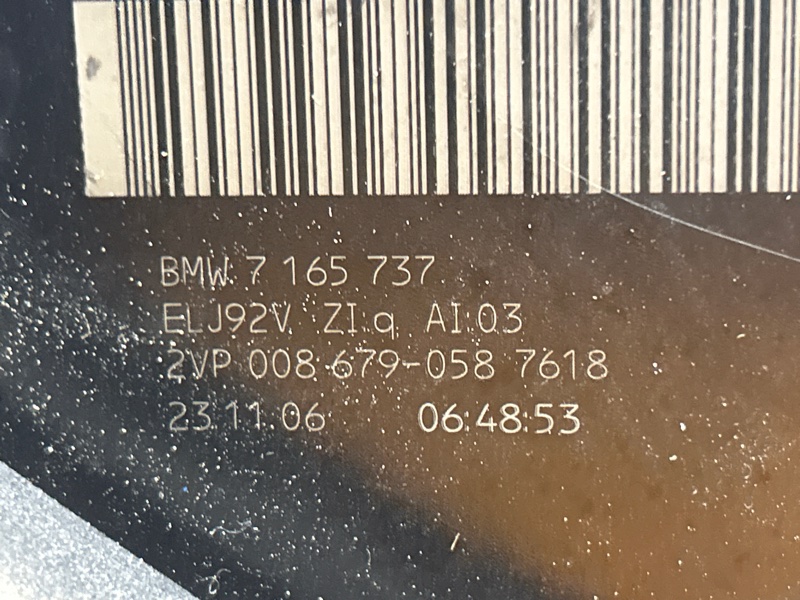 BMW 7 165 737
ELJ92V ZI:q AI:03
2VP 008 679-058 7618
23.11.06 06:48:53